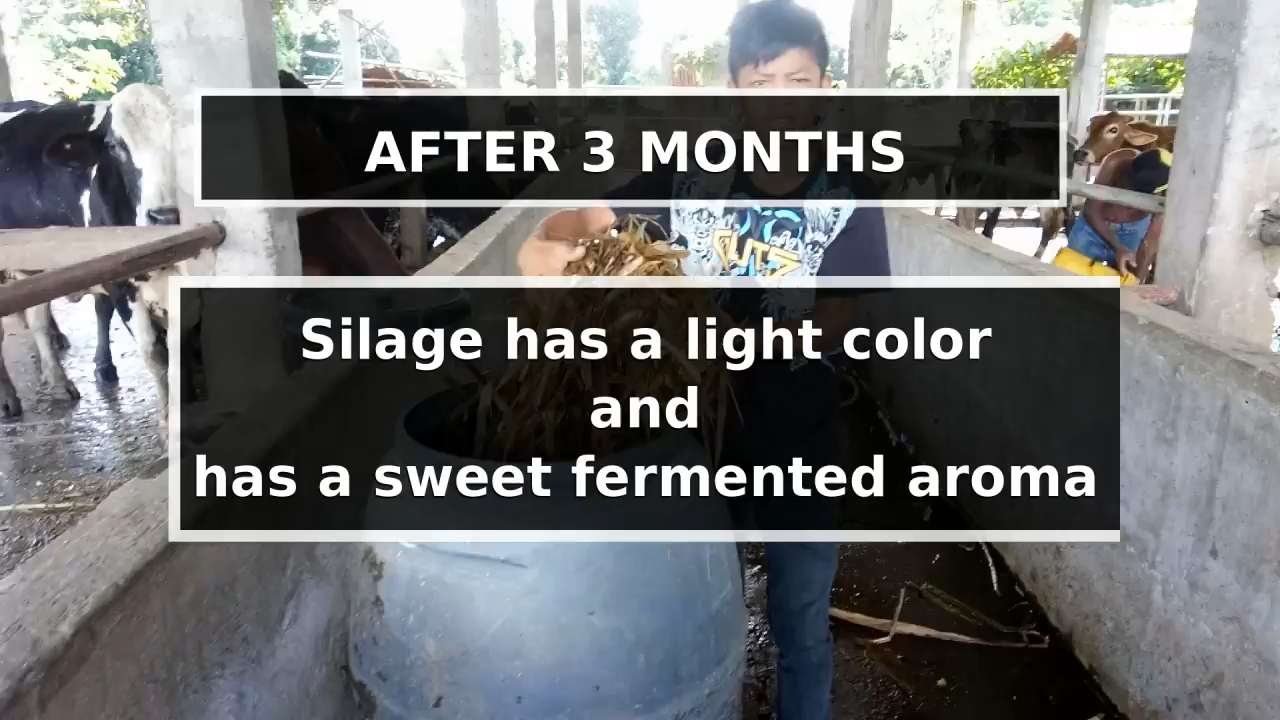 AFTER 3 MONTHS
Silage has a light color
and
has a sweet fermented aroma